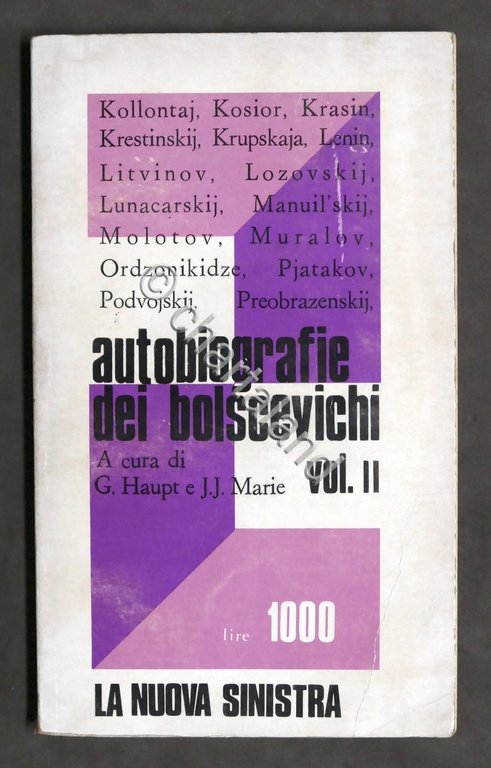 Kollontaj, Kosior, Krasin,
Krestinskij, Krupskaja, Lenin,
Litvinov, Lozovskij,
Lunacarskij, Manuil'skij,
Molotov, Muralov,
Ordzonikidze, Pjatakov,
Podvojskij, Preobrazenskij,
autobiografie
dei bolscevichi
A cura di
G. Haupt e J.J. Marie vol. II
lire 1000
LA NUOVA SINISTRA
© chartaland